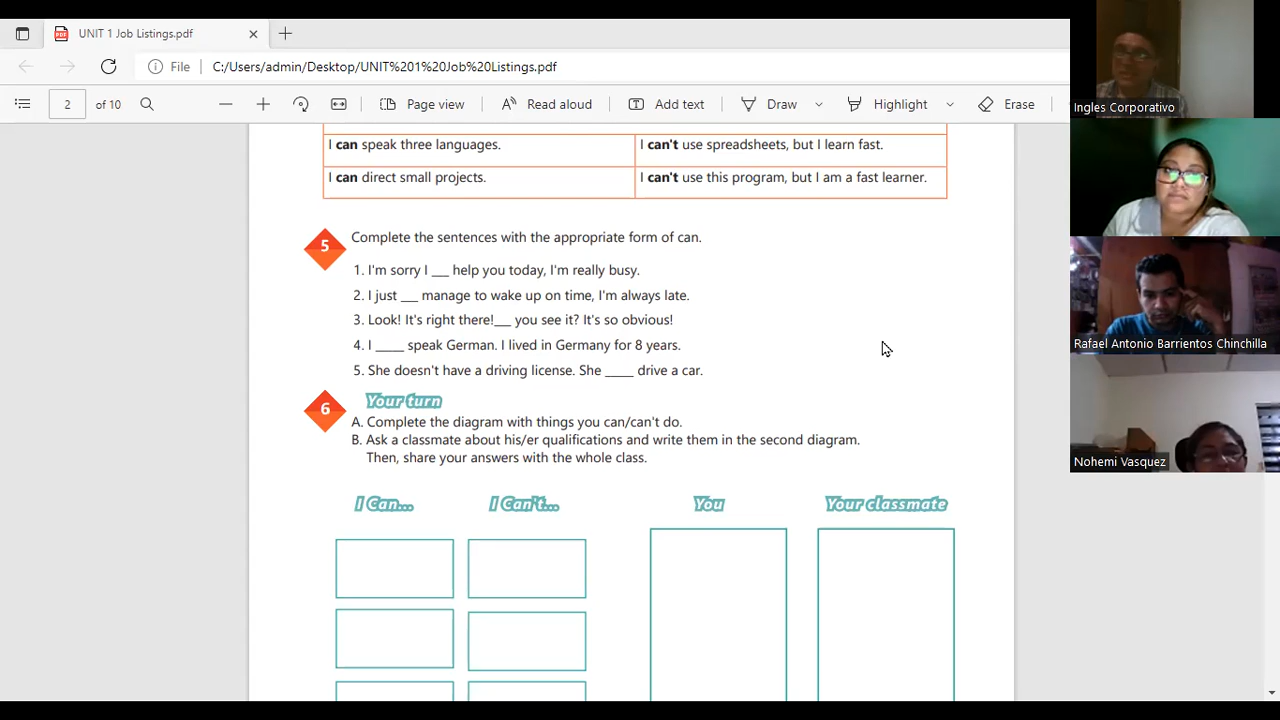 UNIT 1 Job Listings.pdf
File C:/Users/admin/Desktop/UNIT%201%20Job%20Listings.pdf
2 of 10 Page view Read aloud Add text Draw Highlight Erase
I can speak three languages. I can't use spreadsheets, but I learn fast.
I can direct small projects. I can't use this program, but I am a fast learner.
5 Complete the sentences with the appropriate form of can.
1. I'm sorry I ___ help you today, I'm really busy.
2. I just ___ manage to wake up on time, I'm always late.
3. Look! It's right there!___ you see it? It's so obvious!
4. I _____ speak German. I lived in Germany for 8 years.
5. She doesn't have a driving license. She _____ drive a car.
6 Your turn
A. Complete the diagram with things you can/can't do.
B. Ask a classmate about his/er qualifications and write them in the second diagram.
Then, share your answers with the whole class.
I Can... I Can't... You Your classmate
Ingles Corporativo
Rafael Antonio Barrientos Chinchilla
Nohemi Vasquez